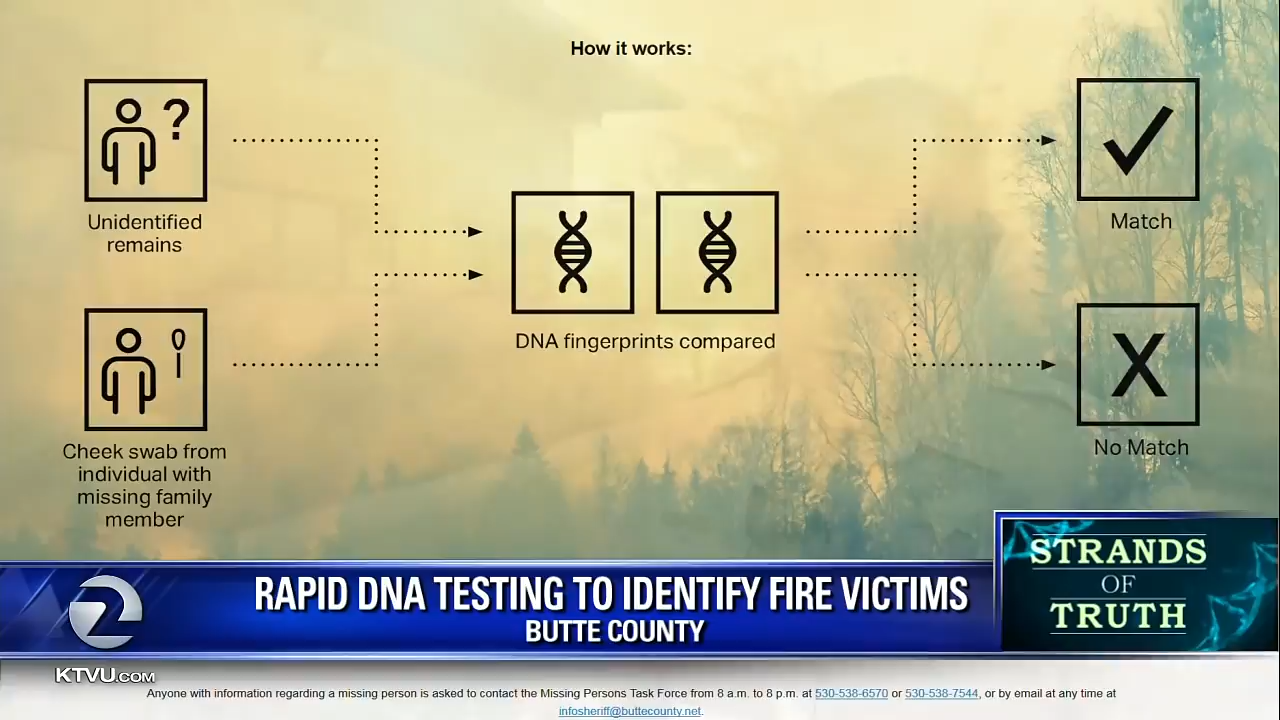 How it works:
?
Unidentified
remains
Cheek swab from
individual with
missing family
member
DNA fingerprints compared
Match
X
No Match
STRANDS
OF
TRUTH
RAPID DNA TESTING TO IDENTIFY FIRE VICTIMS
BUTTE COUNTY
2
KTVU.COM
Anyone with information regarding a missing person is asked to contact the Missing Persons Task Force from 8 a.m. to 8 p.m. at 530-538-6570 or 530-538-7544, or by email at any time at
infosheriff@buttecounty.net.